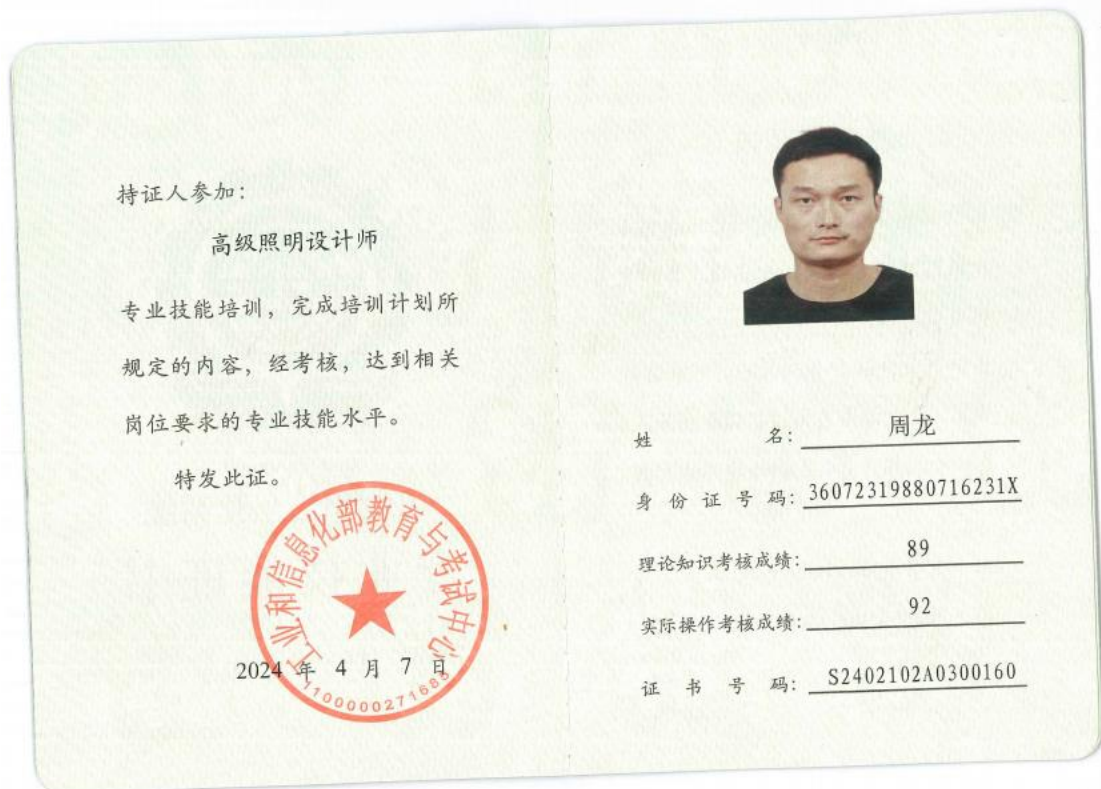 持证人参加：
高级照明设计师
专业技能培训，完成培训计划所
规定的内容，经考核，达到相关
岗位要求的专业技能水平。
特发此证。
工业和信息化部教育与考试中心
2024 年 4 月 7 日
1100000271683
姓名：周龙
身份证号码：36072319880716231X
理论知识考核成绩：89
实际操作考核成绩：92
证书号码：S2402102A0300160